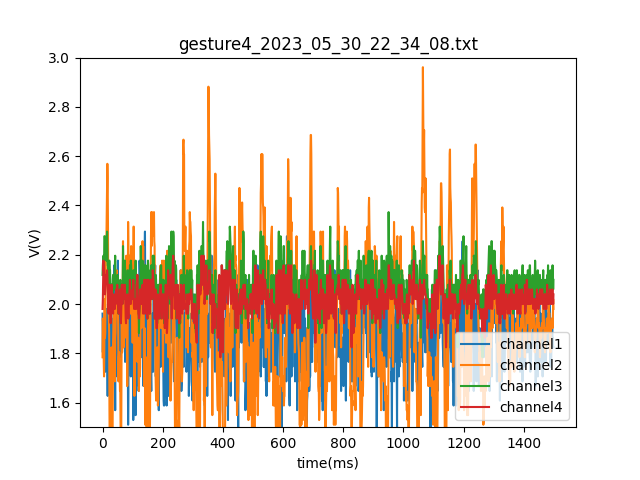 gesture4_2023_05_30_22_34_08.txt
3.0
2.8
2.6
2.4
2.2
2.0
1.8
1.6
V(V)
0 200 400 600 800 1000 1200 1400
time(ms)
channel1
channel2
channel3
channel4